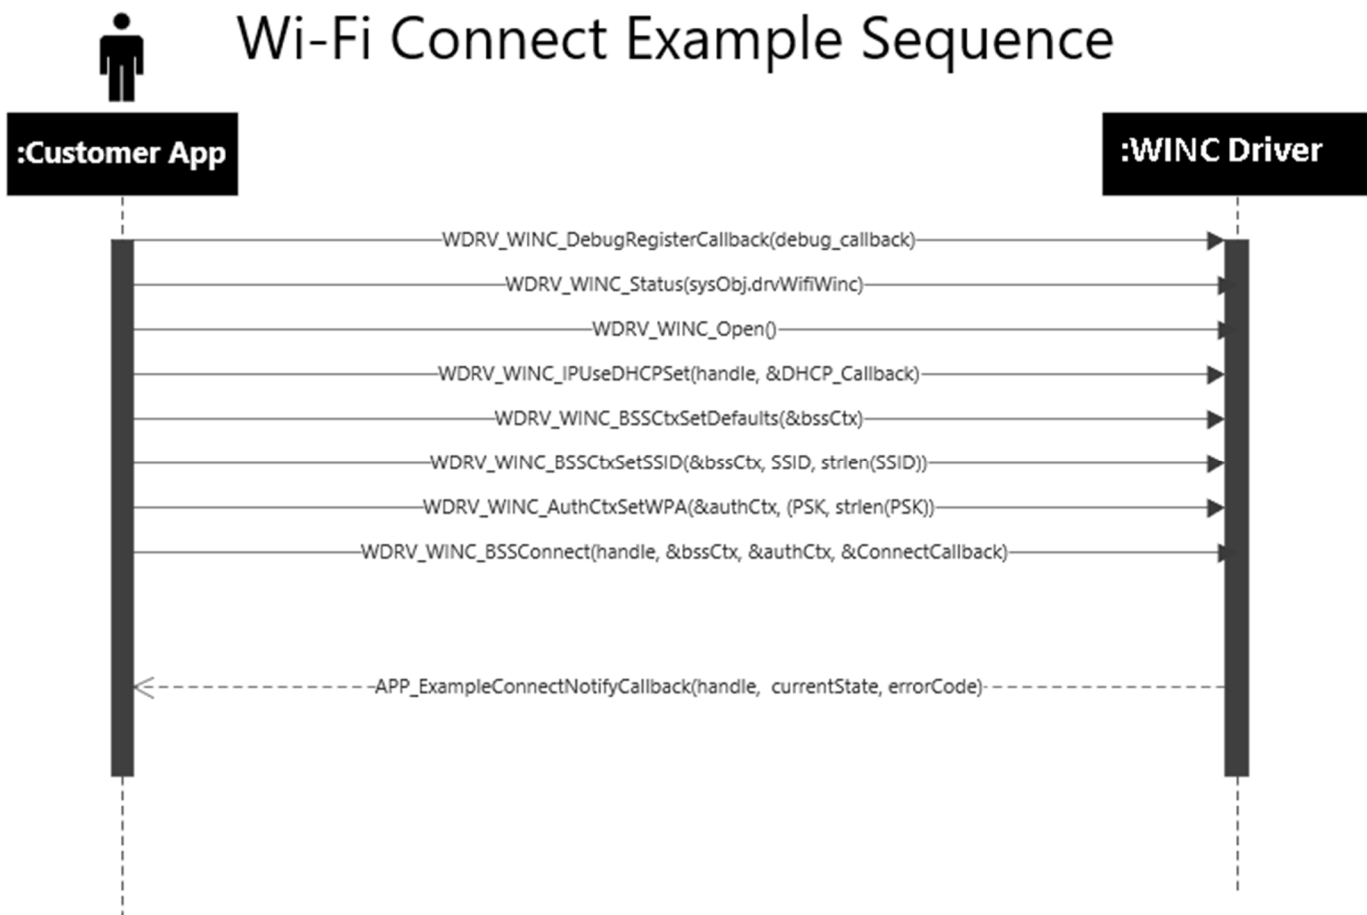 Wi-Fi Connect Example Sequence
:Customer App
:WINC Driver
WDRV_WINC_DebugRegisterCallback(debug_callback)
WDRV_WINC_Status(sysObj.drvWifiWinc)
WDRV_WINC_Open()
WDRV_WINC_IPUseDHCPSet(handle, &DHCP_Callback)
WDRV_WINC_BSSCtxSetDefaults(&bssCtx)
WDRV_WINC_BSSCtxSetSSID(&bssCtx, SSID, strlen(SSID))
WDRV_WINC_AuthCtxSetWPA(&authCtx, (PSK, strlen(PSK))
WDRV_WINC_BSSConnect(handle, &bssCtx, &authCtx, &ConnectCallback)
APP_ExampleConnectNotifyCallback(handle, currentState, errorCode)